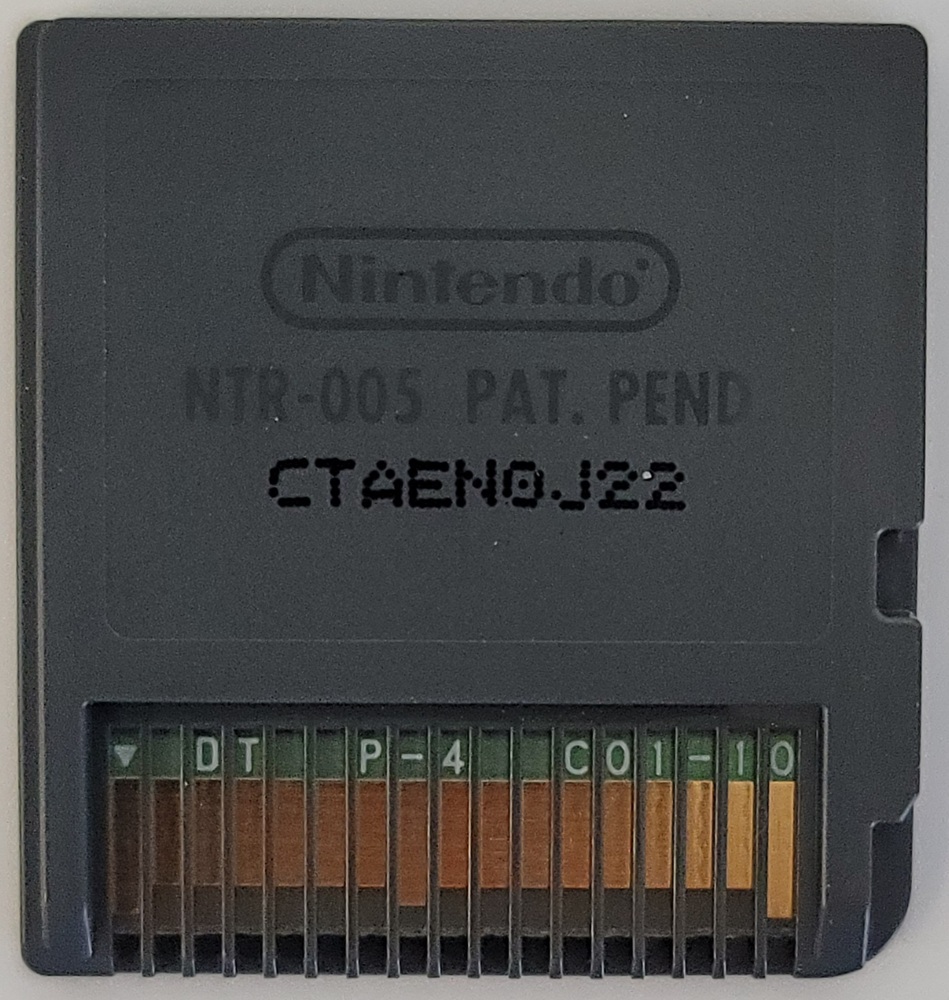 Nintendo
NTR-005 PAT. PEND
CTAEN0J22
▼ DT P-4 C01-10